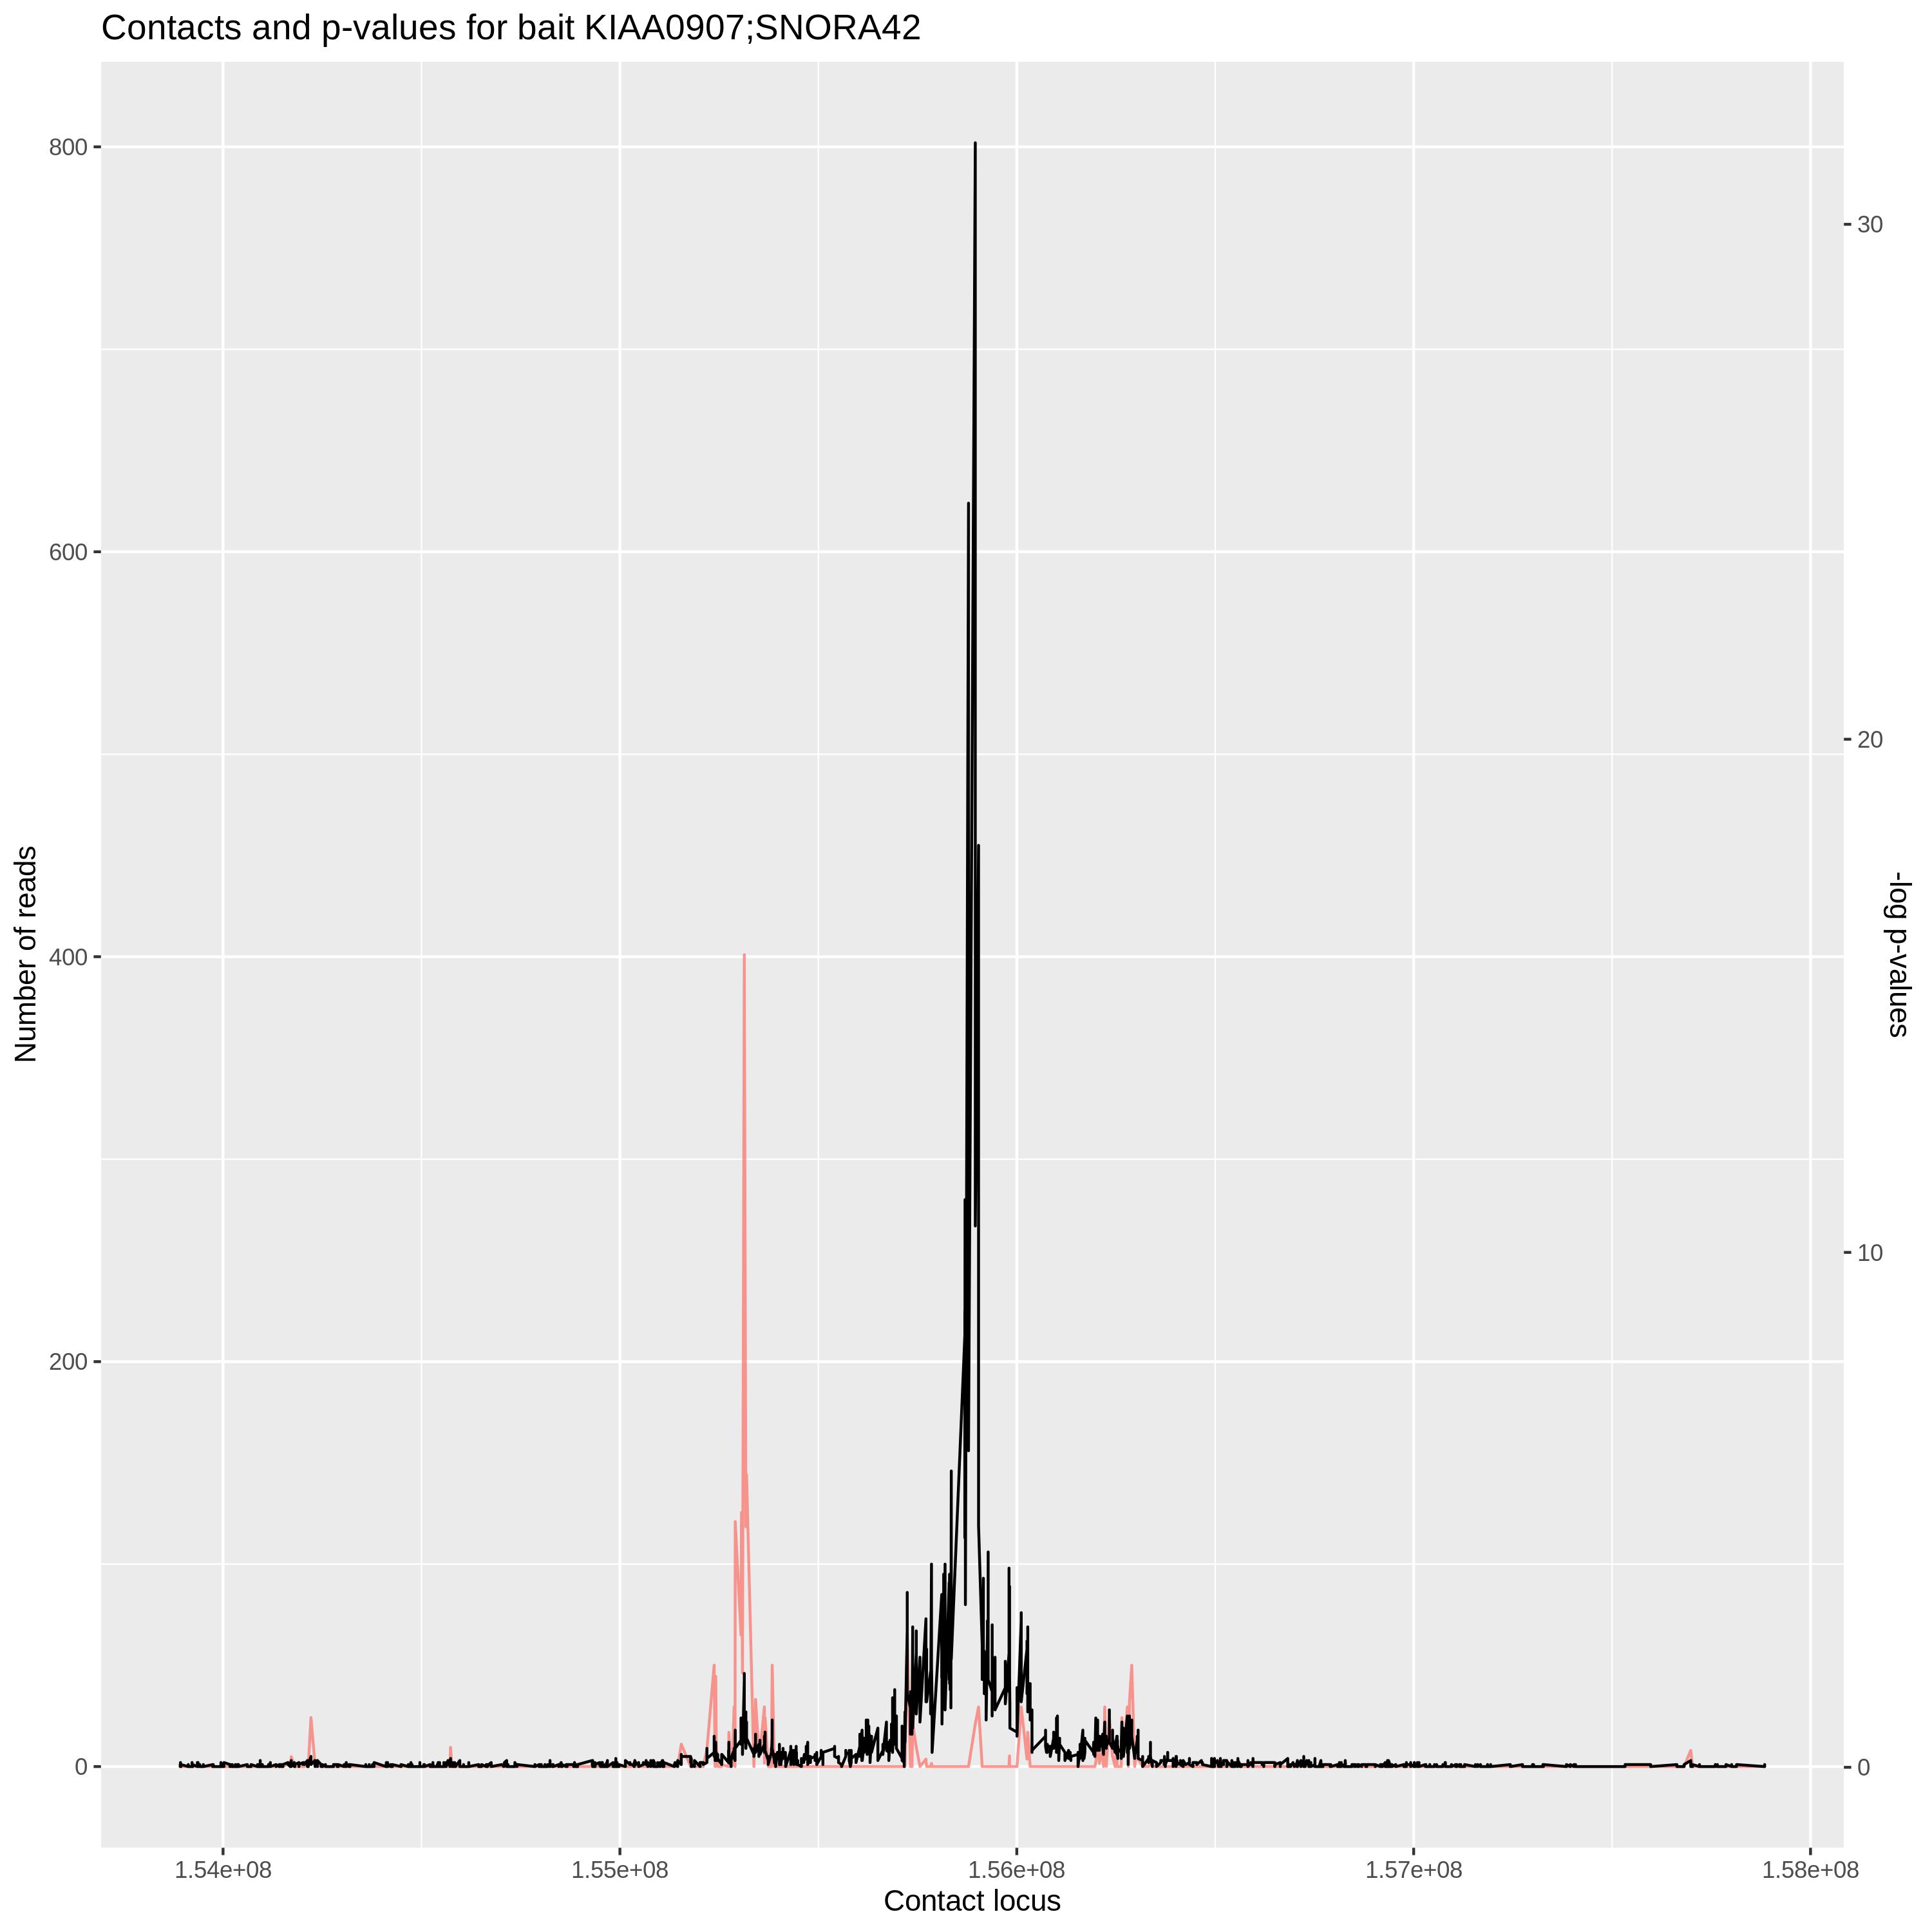 Contacts and p-values for bait KIAA0907;SNORA42
800
600
400
200
0
Number of reads
30
20
10
0
-log p-values
1.54e+08 1.55e+08 1.56e+08 1.57e+08 1.58e+08
Contact locus